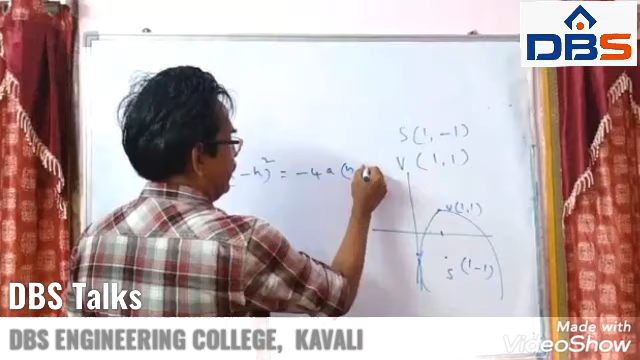 DBS
S(1, -1)
V (1, 1)
-h)² = -4a(
V(1,1)
S (1-1)
DBS Talks
DBS ENGINEERING COLLEGE, KAVALI
Made with
VideoShow